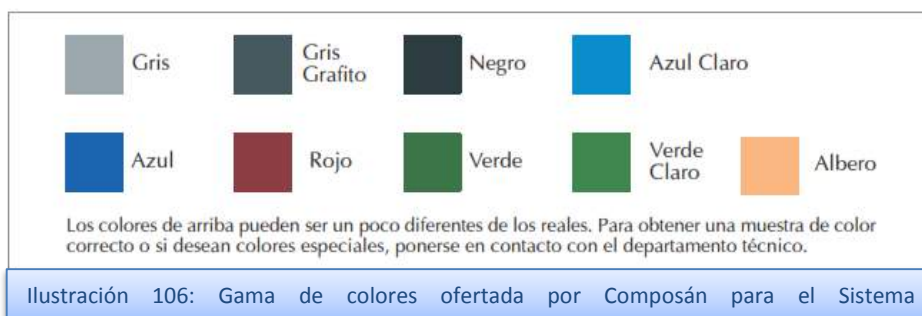 Gris
Gris
Grafito
Negro
Azul Claro
Azul
Rojo
Verde
Verde
Claro
Albero
Los colores de arriba pueden ser un poco diferentes de los reales. Para obtener una muestra de color
correcto o si desean colores especiales, ponerse en contacto con el departamento técnico.
Ilustración 106: Gama de colores ofertada por Composán para el Sistema